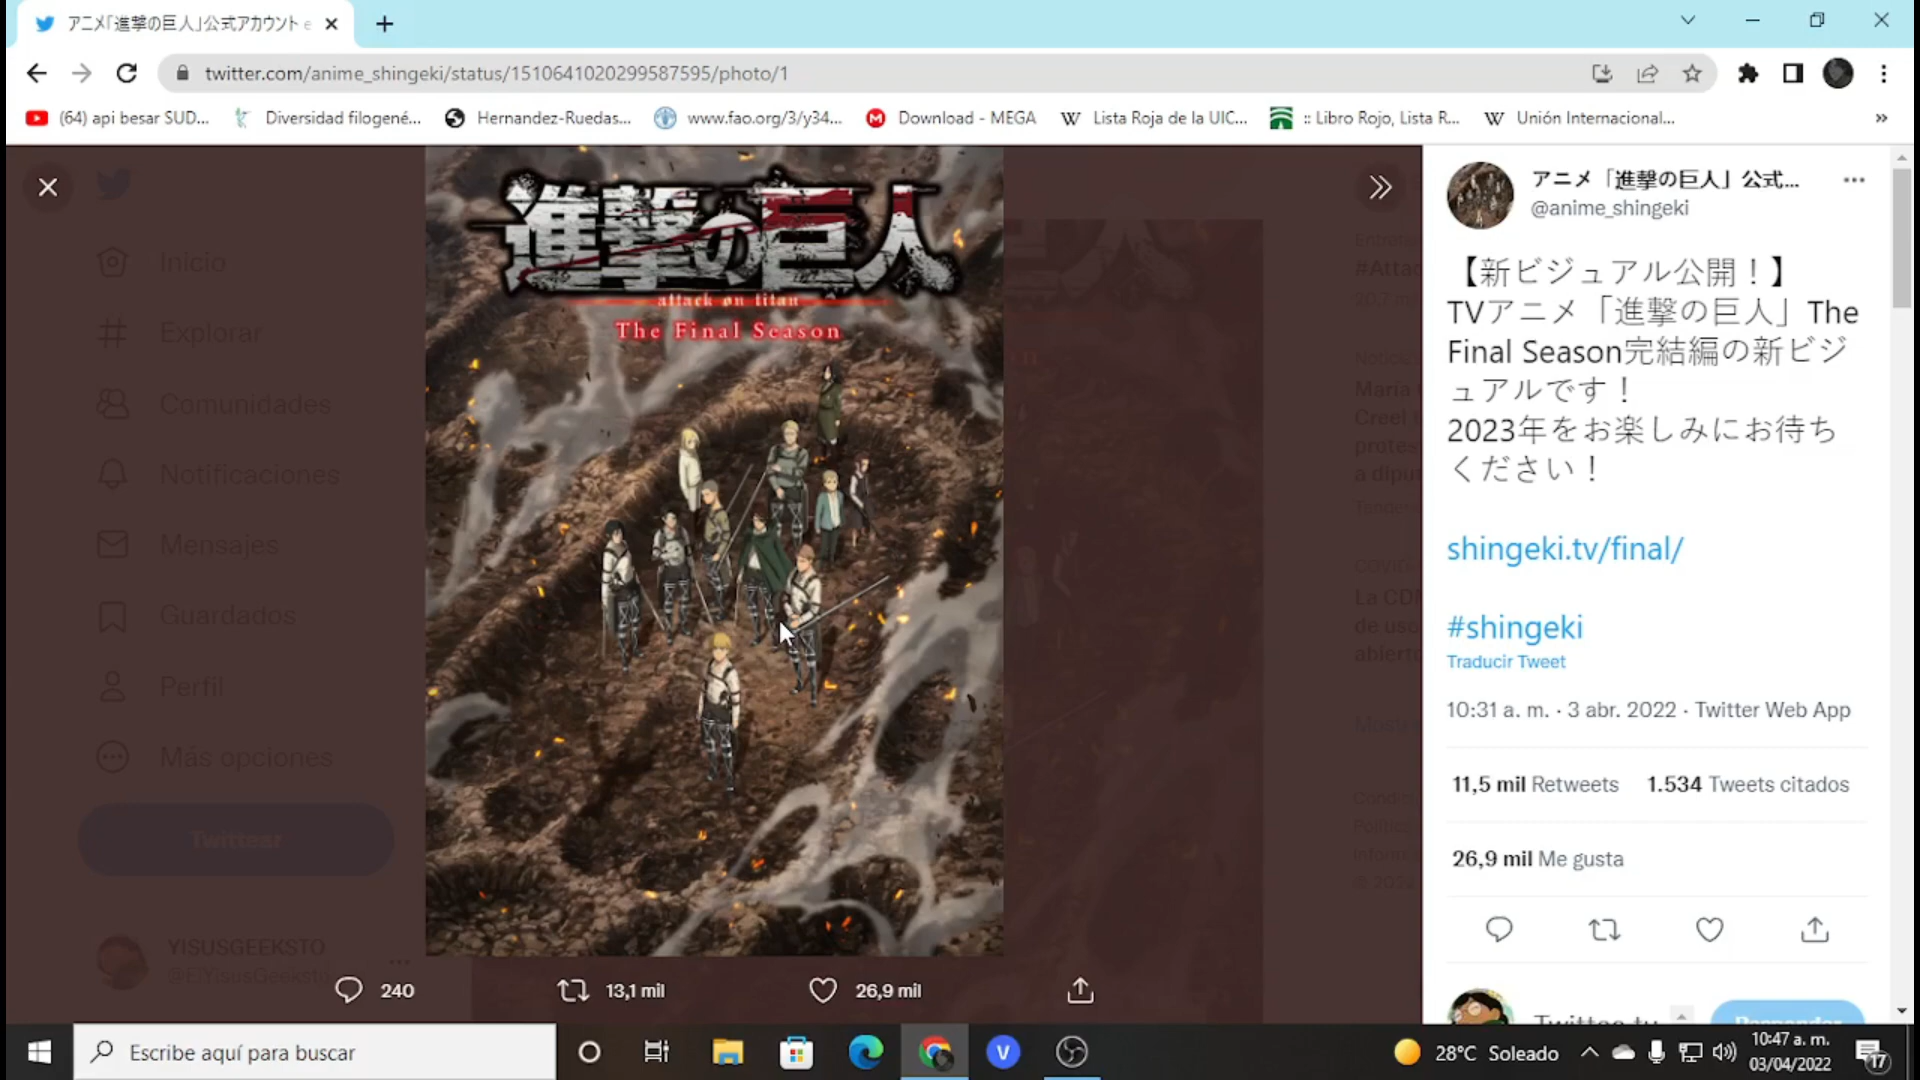 アニメ「進撃の巨人」公式アカウント
twitter.com/anime_shingeki/status/1510641020299587595/photo/1
(64) api besar SUD...
Diversidad filogené...
Hernandez-Ruedas...
www.fao.org/3/y34...
Download - MEGA
Lista Roja de la UIC...
:: Libro Rojo, Lista R...
Unión Internacional...
»
Inicio
Explorar
Comunidades
Notificaciones
Mensajes
Guardados
Perfil
Más opciones
Twittear
YISUSGEEKSTO
進撃の巨人
attack on titan
The Final Season
240
13,1 mil
26,9 mil
アニメ「進撃の巨人」公式...
@anime_shingeki
【新ビジュアル公開！】
TVアニメ「進撃の巨人」The
Final Season完結編の新ビジ
ュアルです！
2023年をお楽しみにお待ち
ください！
shingeki.tv/final/
#shingeki
Traducir Tweet
10:31 a. m. · 3 abr. 2022 · Twitter Web App
11,5 mil Retweets 1.534 Tweets citados
26,9 mil Me gusta
Responder
Escribe aquí para buscar
V
28°C Soleado
10:47 a. m.
03/04/2022
17